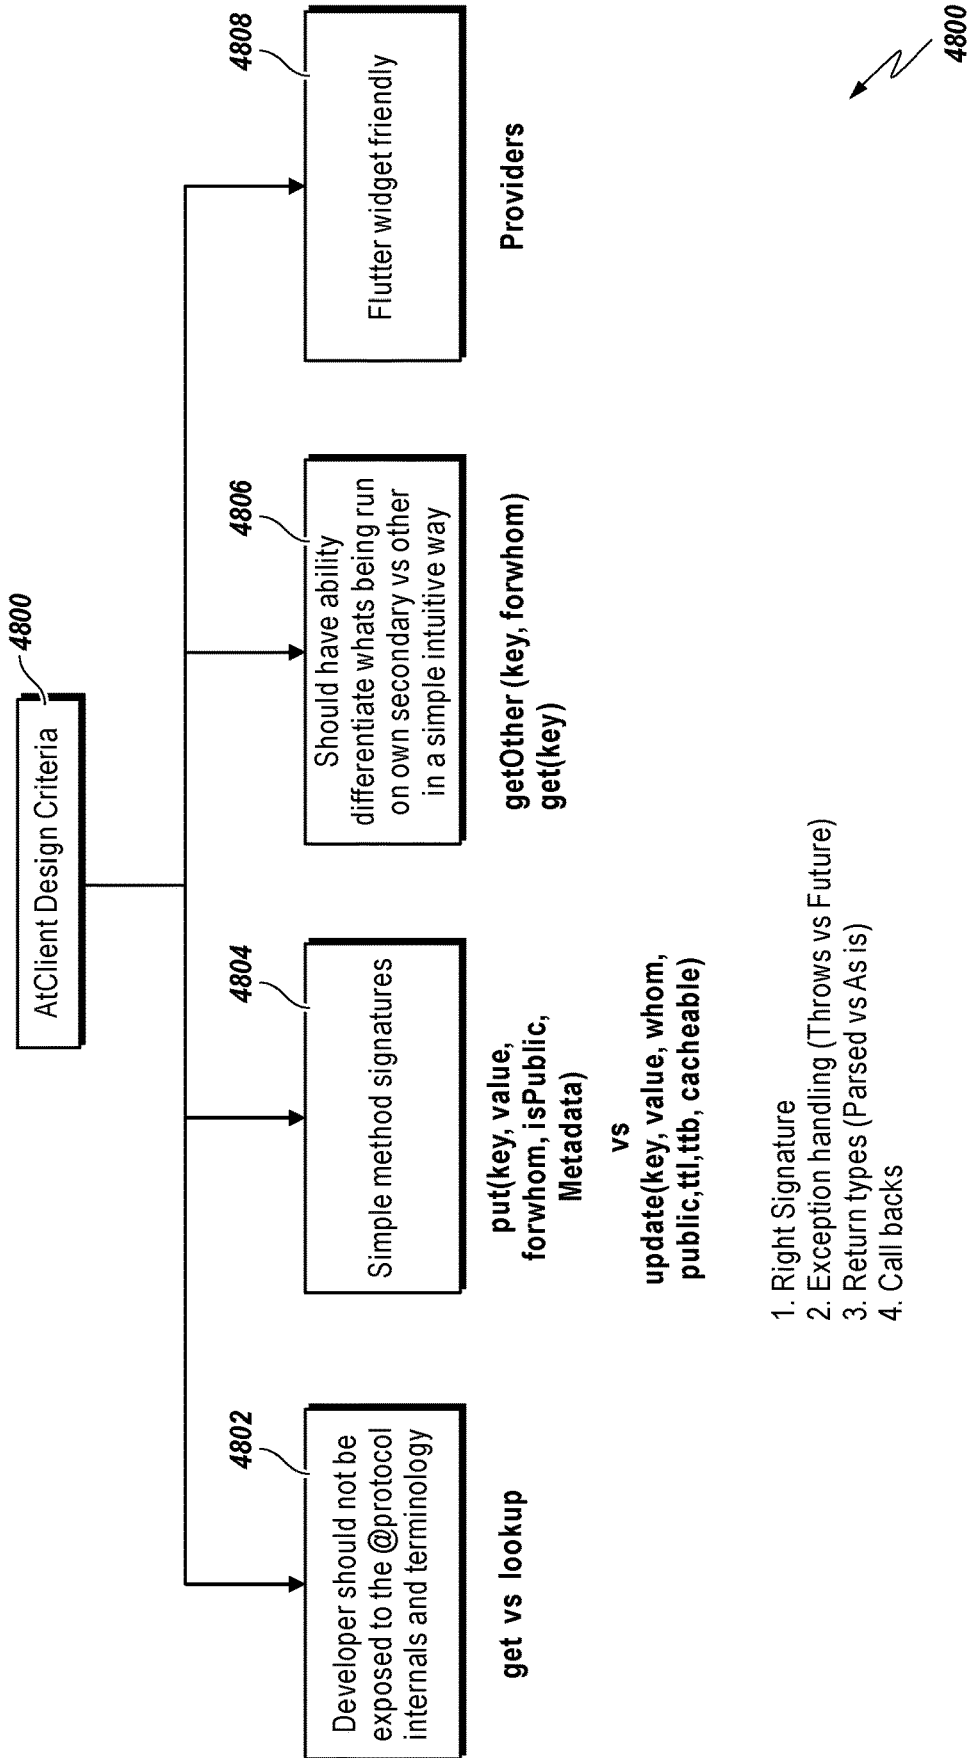 4800
AtClient Design Criteria
4802
Developer should not be
exposed to the @protocol
internals and terminology
get vs lookup
4804
Simple method signatures
put(key, value,
forwhom, isPublic,
Metadata)
vs
update(key, value, whom,
public,ttl,ttb, cacheable)
4806
Should have ability
differentiate whats being run
on own secondary vs other
in a simple intuitive way
getOther (key, forwhom)
get(key)
4808
Flutter widget friendly
Providers
1. Right Signature
2. Exception handling (Throws vs Future)
3. Return types (Parsed vs As is)
4. Call backs
4800